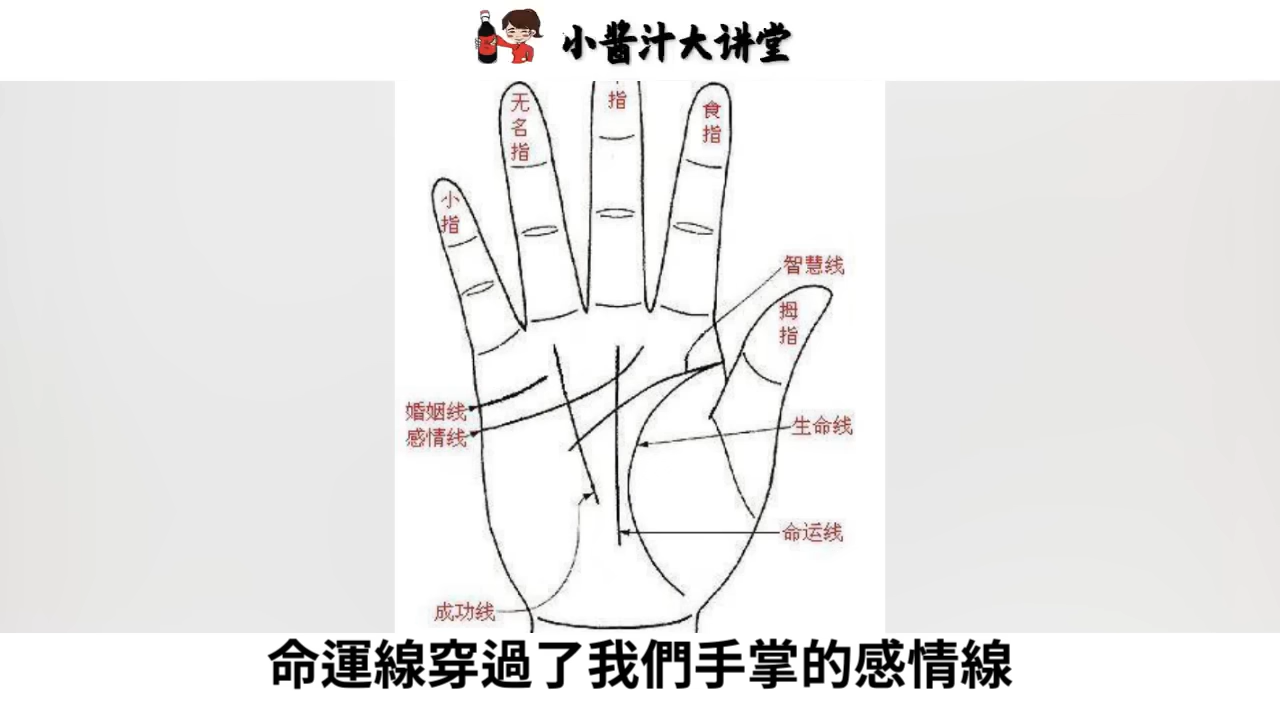 小酱汁大讲堂
无名指
指
食指
小指
智慧线
拇指
婚姻线
感情线
生命线
命运线
成功线
命運線穿過了我們手掌的感情線